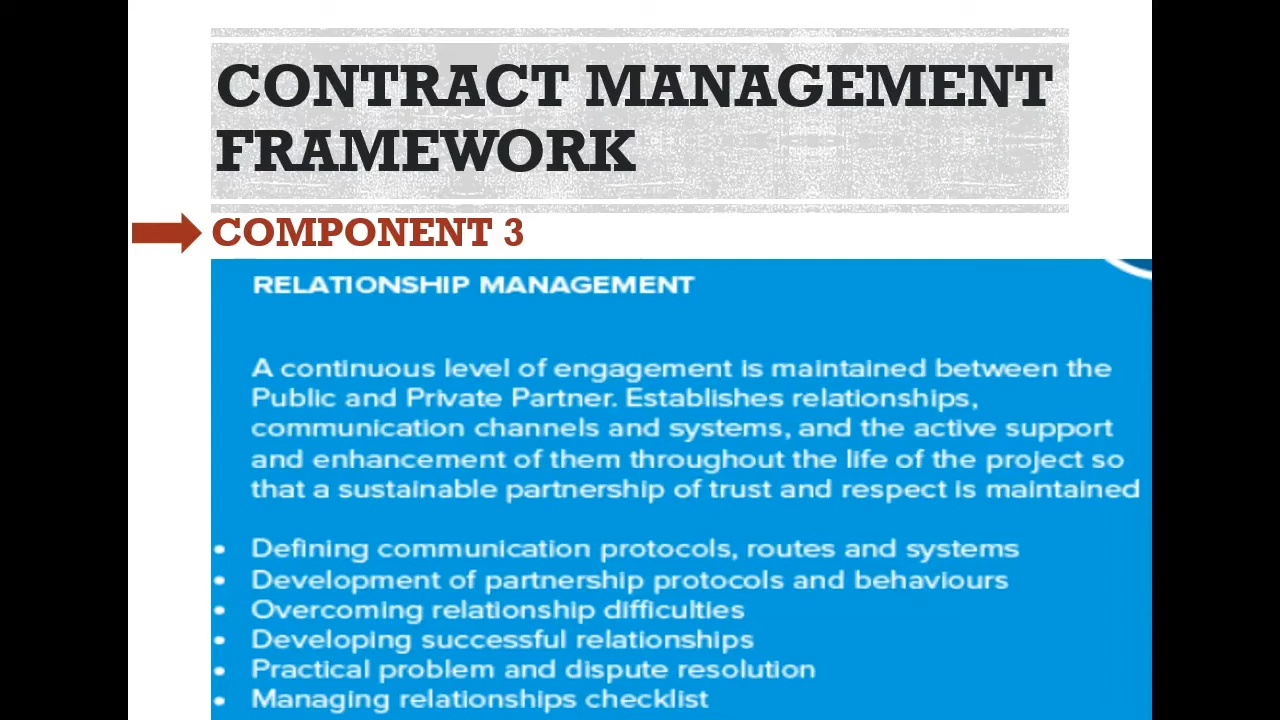 CONTRACT MANAGEMENT
FRAMEWORK
COMPONENT 3
RELATIONSHIP MANAGEMENT
A continuous level of engagement is maintained between the
Public and Private Partner. Establishes relationships,
communication channels and systems, and the active support
and enhancement of them throughout the life of the project so
that a sustainable partnership of trust and respect is maintained
• Defining communication protocols, routes and systems
• Development of partnership protocols and behaviours
• Overcoming relationship difficulties
• Developing successful relationships
• Practical problem and dispute resolution
• Managing relationships checklist